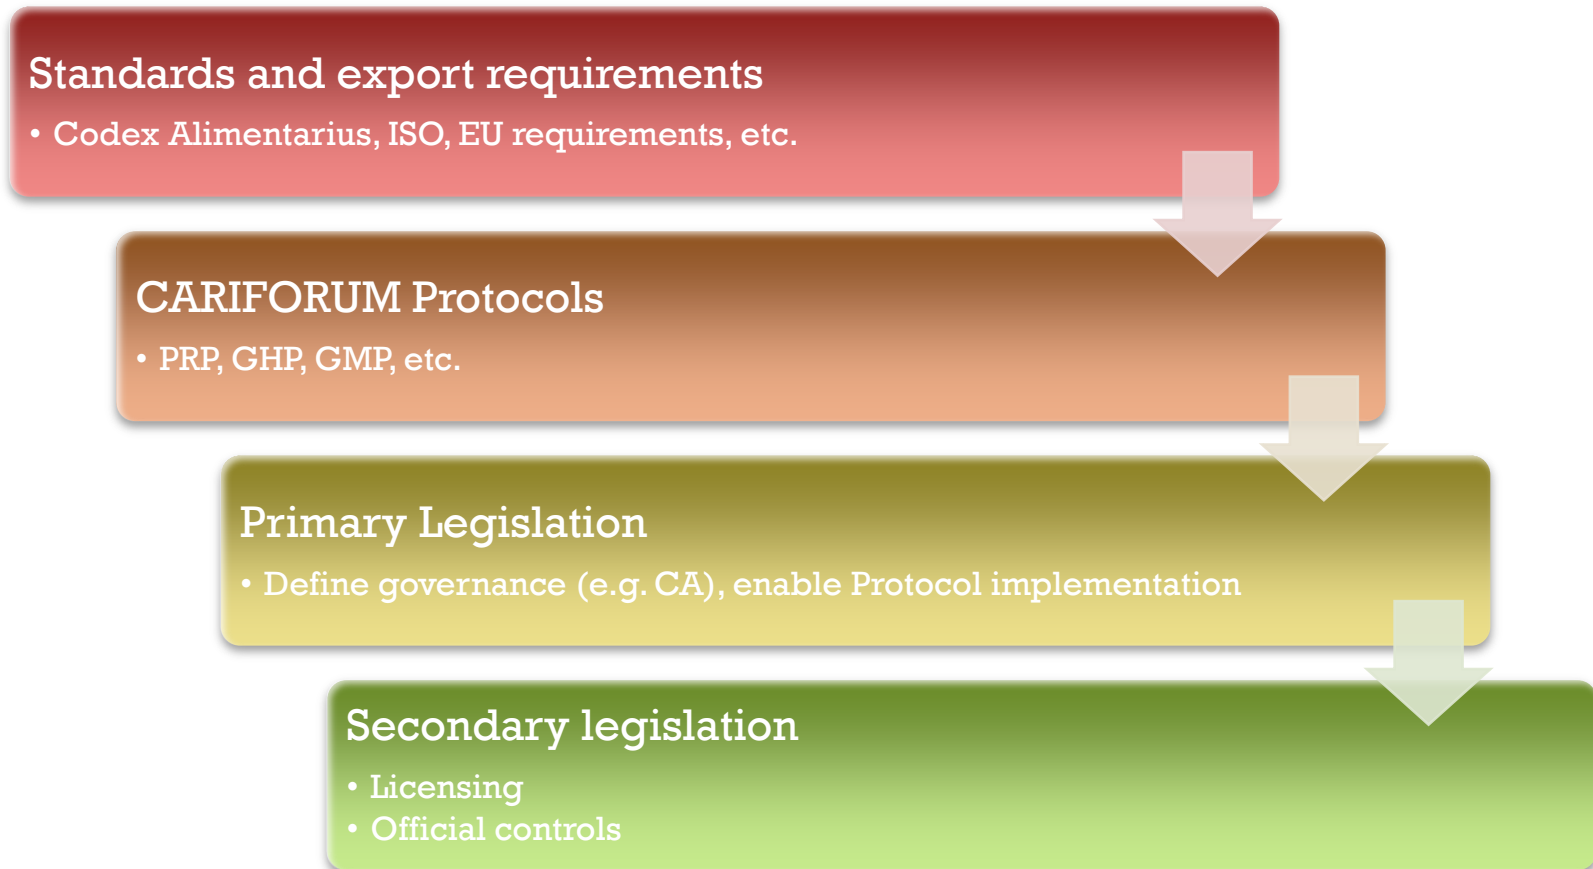 Standards and export requirements
• Codex Alimentarius, ISO, EU requirements, etc.
CARIFORUM Protocols
• PRP, GHP, GMP, etc.
Primary Legislation
• Define governance (e.g. CA), enable Protocol implementation
Secondary legislation
• Licensing
• Official controls